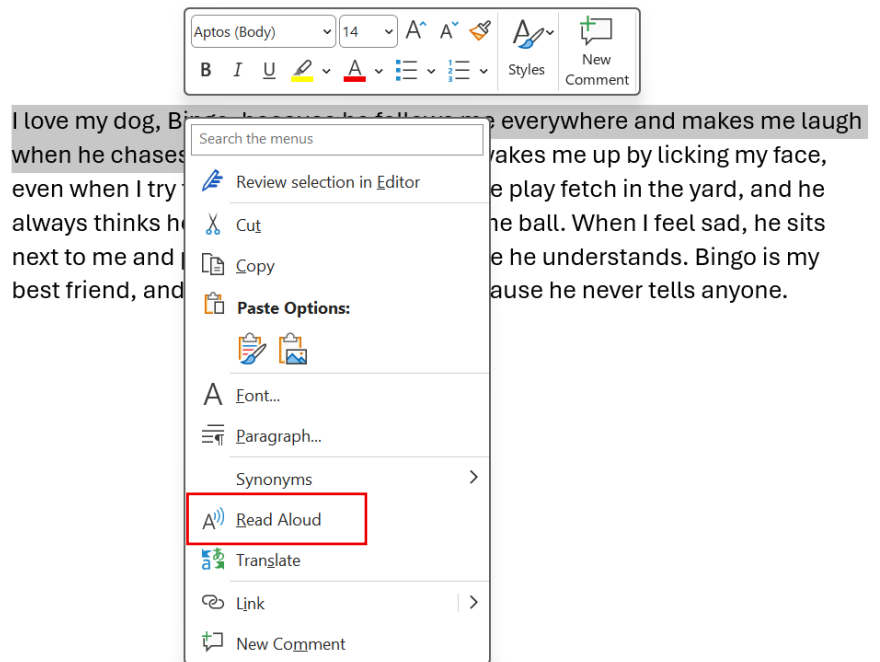 Aptos (Body) 14 A A Styles New Comment
B I U A
I love my dog, Bingo, because he follows me everywhere and makes me laugh
when he chases akes me up by licking my face,
even when I try e play fetch in the yard, and he
always thinks he ball. When I feel sad, he sits
next to me and e he understands. Bingo is my
best friend, and ause he never tells anyone.
Search the menus
Review selection in Editor
Cut
Copy
Paste Options:
A Font...
Paragraph...
Synonyms
A Read Aloud
Translate
Link
New Comment